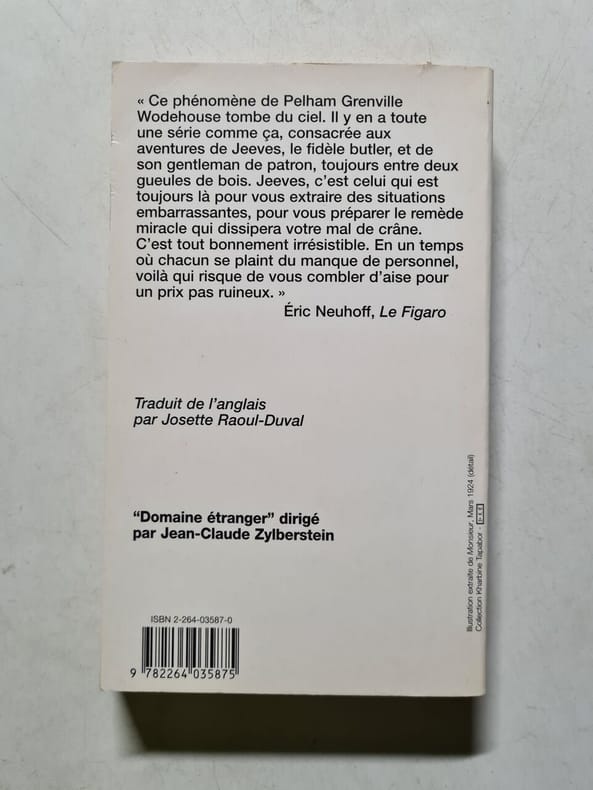 « Ce phénomène de Pelham Grenville
Wodehouse tombe du ciel. Il y en a toute
une série comme ça, consacrée aux
aventures de Jeeves, le fidèle butler, et de
son gentleman de patron, toujours entre deux
gueules de bois. Jeeves, c'est celui qui est
toujours là pour vous extraire des situations
embarrassantes, pour vous préparer le remède
miracle qui dissipera votre mal de crâne.
C'est tout bonnement irrésistible. En un temps
où chacun se plaint du manque de personnel,
voilà qui risque de vous combler d'aise pour
un prix pas ruineux. »
Éric Neuhoff, Le Figaro
Traduit de l'anglais
par Josette Raoul-Duval
"Domaine étranger" dirigé
par Jean-Claude Zylberstein
ISBN 2-264-03587-0
9 782264 035875
Illustration extraite de Monsieur, Mars 1924 (détail)
Collection Kharbine Tapabor -